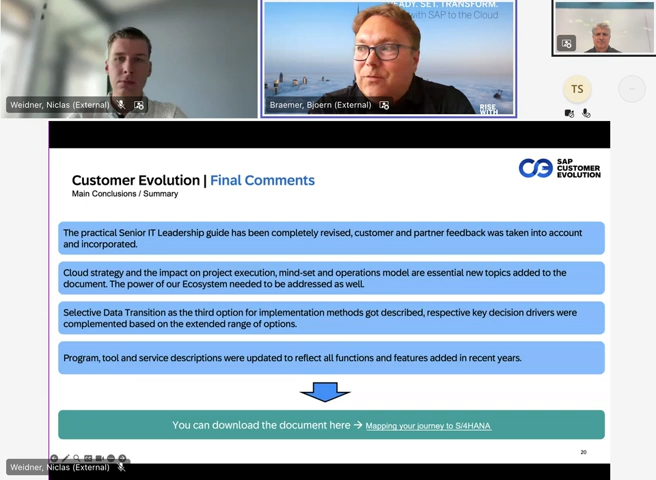 ADY. SET. TRANSFORM.
with SAP to the Cloud
Weidner, Niclas (External)
Braemer, Bjoern (External)
RISE
WITH
TS
SAP
CUSTOMER
EVOLUTION
Customer Evolution | Final Comments
Main Conclusions / Summary
The practical Senior IT Leadership guide has been completely revised, customer and partner feedback was taken into account
and incorporated.
Cloud strategy and the impact on project execution, mind-set and operations model are essential new topics added to the
document. The power of our Ecosystem needed to be addressed as well.
Selective Data Transition as the third option for implementation methods got described, respective key decision drivers were
complemented based on the extended range of options.
Program, tool and service descriptions were updated to reflect all functions and features added in recent years.
You can download the document here → Mapping your journey to S/4HANA
20
Weidner, Niclas (External)